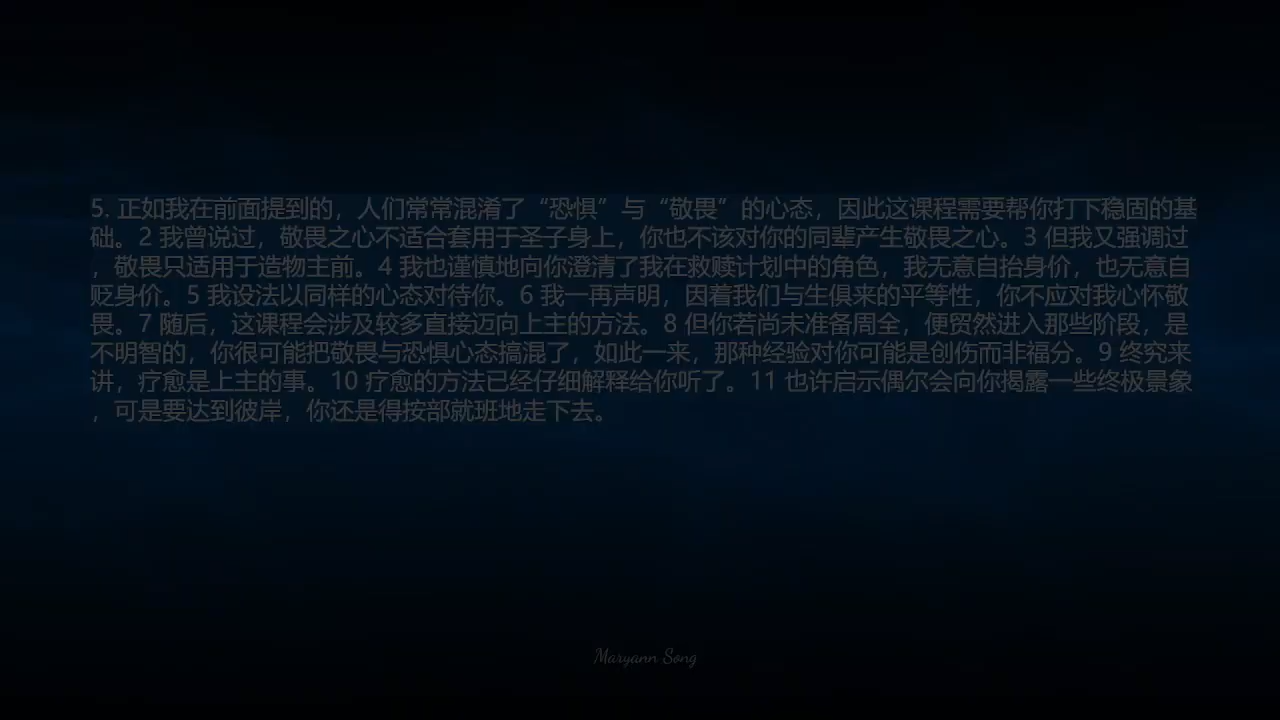 5. 正如我在前面提到的，人们常常混淆了“恐惧”与“敬畏”的心态，因此这课程需要帮你打下稳固的基
础。2 我曾说过，敬畏之心不适合套用于圣子身上，你也不该对你的同辈产生敬畏之心。3 但我又强调过
，敬畏只适用于造物主前。4 我也谨慎地向你澄清了我在救赎计划中的角色，我无意自抬身价，也无意自
贬身价。5 我设法以同样的心态对待你。6 我一再声明，因着我们与生俱来的平等性，你不应对我心怀敬
畏。7 随后，这课程会涉及较多直接迈向上主的方法。8 但你若尚未准备周全，便贸然进入那些阶段，是
不明智的，你很可能把敬畏与恐惧心态搞混了，如此一来，那种经验对你可能是创伤而非福分。9 终究来
讲，疗愈是上主的事。10 疗愈的方法已经仔细解释给你听了。11 也许启示偶尔会向你揭露一些终极景象
，可是要达到彼岸，你还是得按部就班地走下去。
Maryann Song